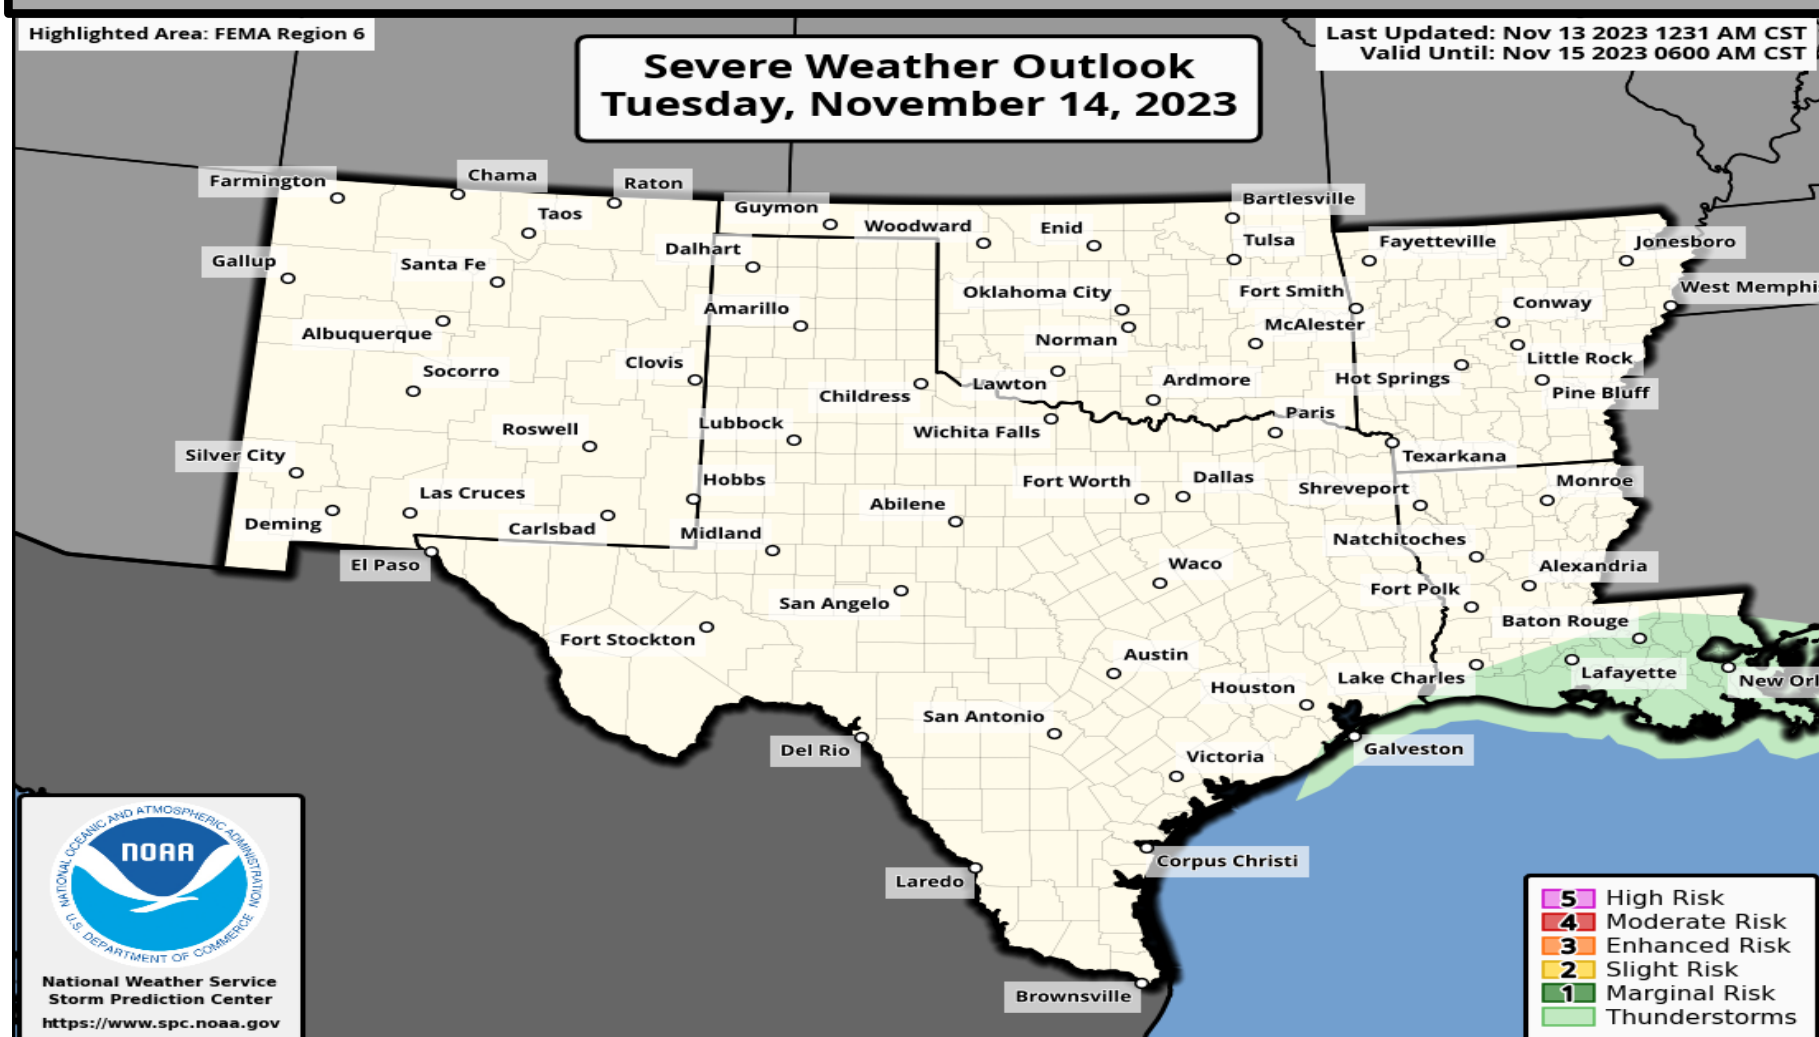 Highlighted Area: FEMA Region 6
Severe Weather Outlook
Tuesday, November 14, 2023
Last Updated: Nov 13 2023 1231 AM CST
Valid Until: Nov 15 2023 0600 AM CST
Farmington
Chama
Raton
Taos
Guymon
Woodward
Enid
Bartlesville
Tulsa
Fayetteville
Jonesboro
Gallup
Santa Fe
Dalhart
Oklahoma City
Fort Smith
Conway
West Memphis
Albuquerque
Amarillo
Norman
McAlester
Little Rock
Socorro
Clovis
Childress
Lawton
Ardmore
Hot Springs
Pine Bluff
Roswell
Lubbock
Wichita Falls
Paris
Texarkana
Silver City
Las Cruces
Hobbs
Fort Worth
Dallas
Shreveport
Monroe
Deming
Carlsbad
Midland
Abilene
Natchitoches
El Paso
San Angelo
Waco
Fort Polk
Alexandria
Fort Stockton
Austin
Baton Rouge
Houston
Lake Charles
Lafayette
New Orl
San Antonio
Del Rio
Victoria
Galveston
Laredo
Corpus Christi
Brownsville
NATIONAL OCEANIC AND ATMOSPHERIC ADMINISTRATION
NOAA
U.S. DEPARTMENT OF COMMERCE
National Weather Service
Storm Prediction Center
https://www.spc.noaa.gov
5 High Risk
4 Moderate Risk
3 Enhanced Risk
2 Slight Risk
1 Marginal Risk
Thunderstorms